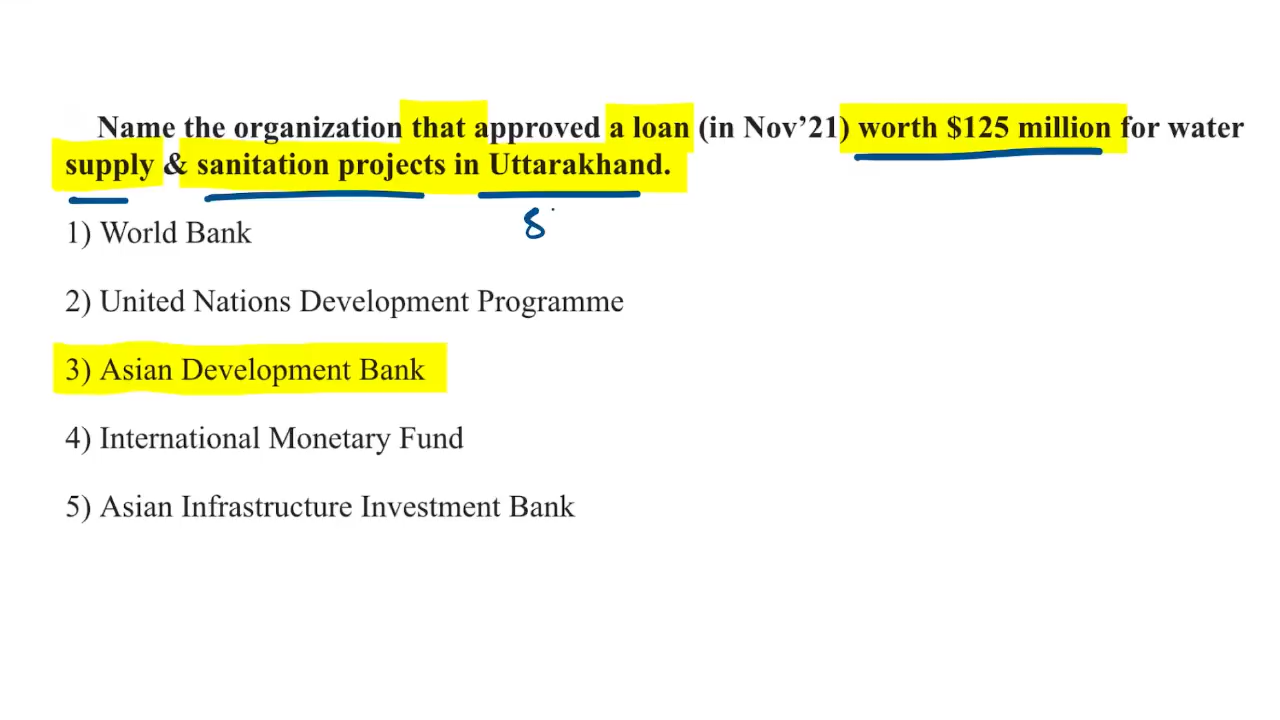 Name the organization that approved a loan (in Nov’21) worth $125 million for water
supply & sanitation projects in Uttarakhand.
8
1) World Bank
2) United Nations Development Programme
3) Asian Development Bank
4) International Monetary Fund
5) Asian Infrastructure Investment Bank